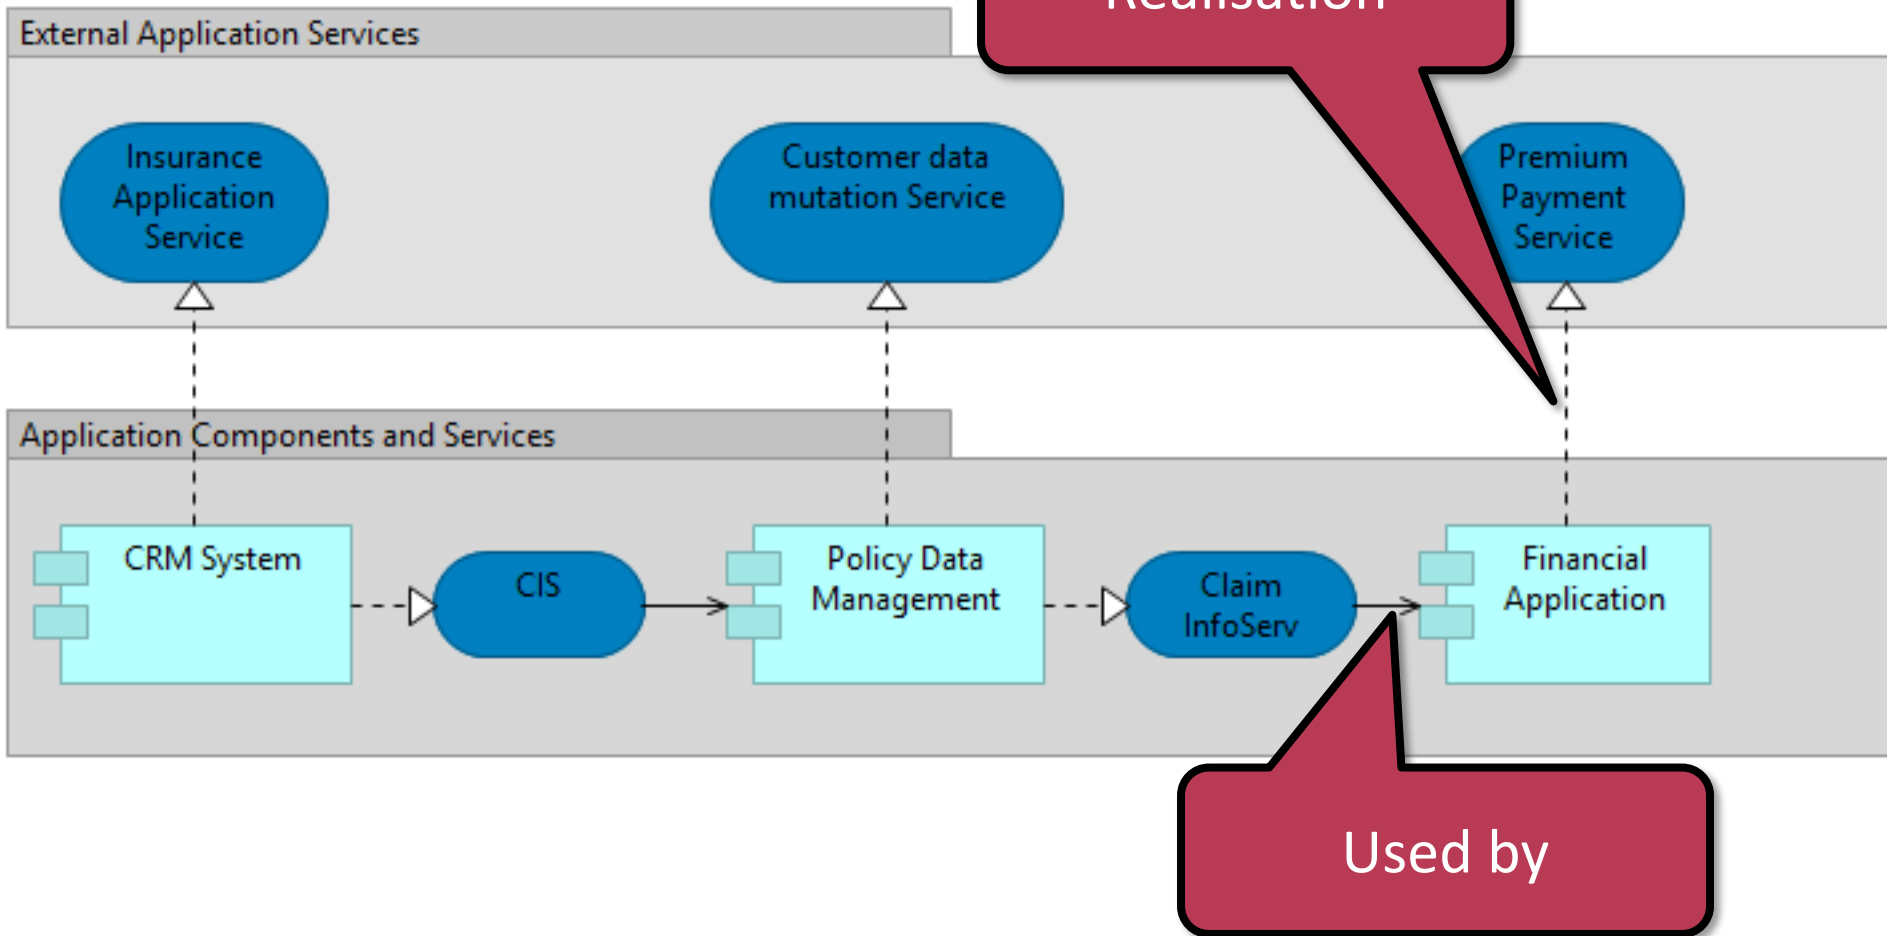 Realisation
External Application Services
Insurance
Application
Service
Customer data
mutation Service
Premium
Payment
Service
Application Components and Services
CRM System
CIS
Policy Data
Management
Claim
InfoServ
Financial
Application
Used by